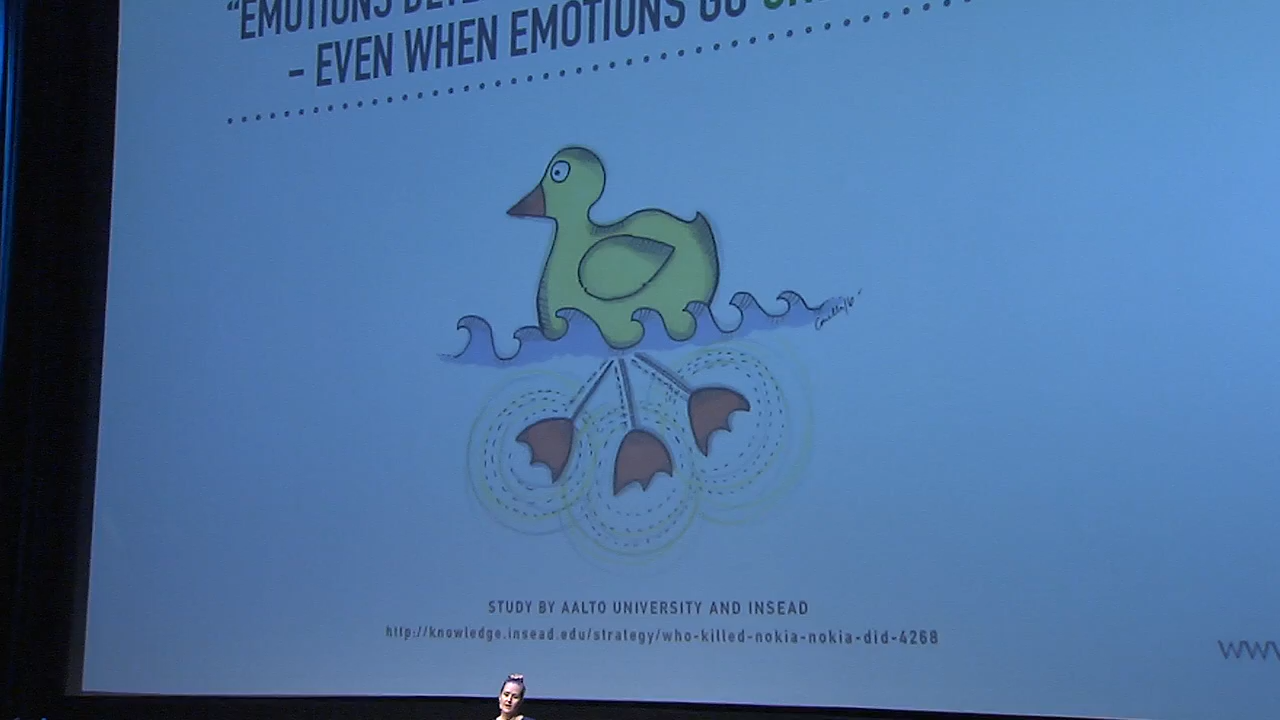 “EMOTIONS
– EVEN WHEN EMOTIONS GO
STUDY BY AALTO UNIVERSITY AND INSEAD
http://knowledge.insead.edu/strategy/who-killed-nokia-nokia-did-4268